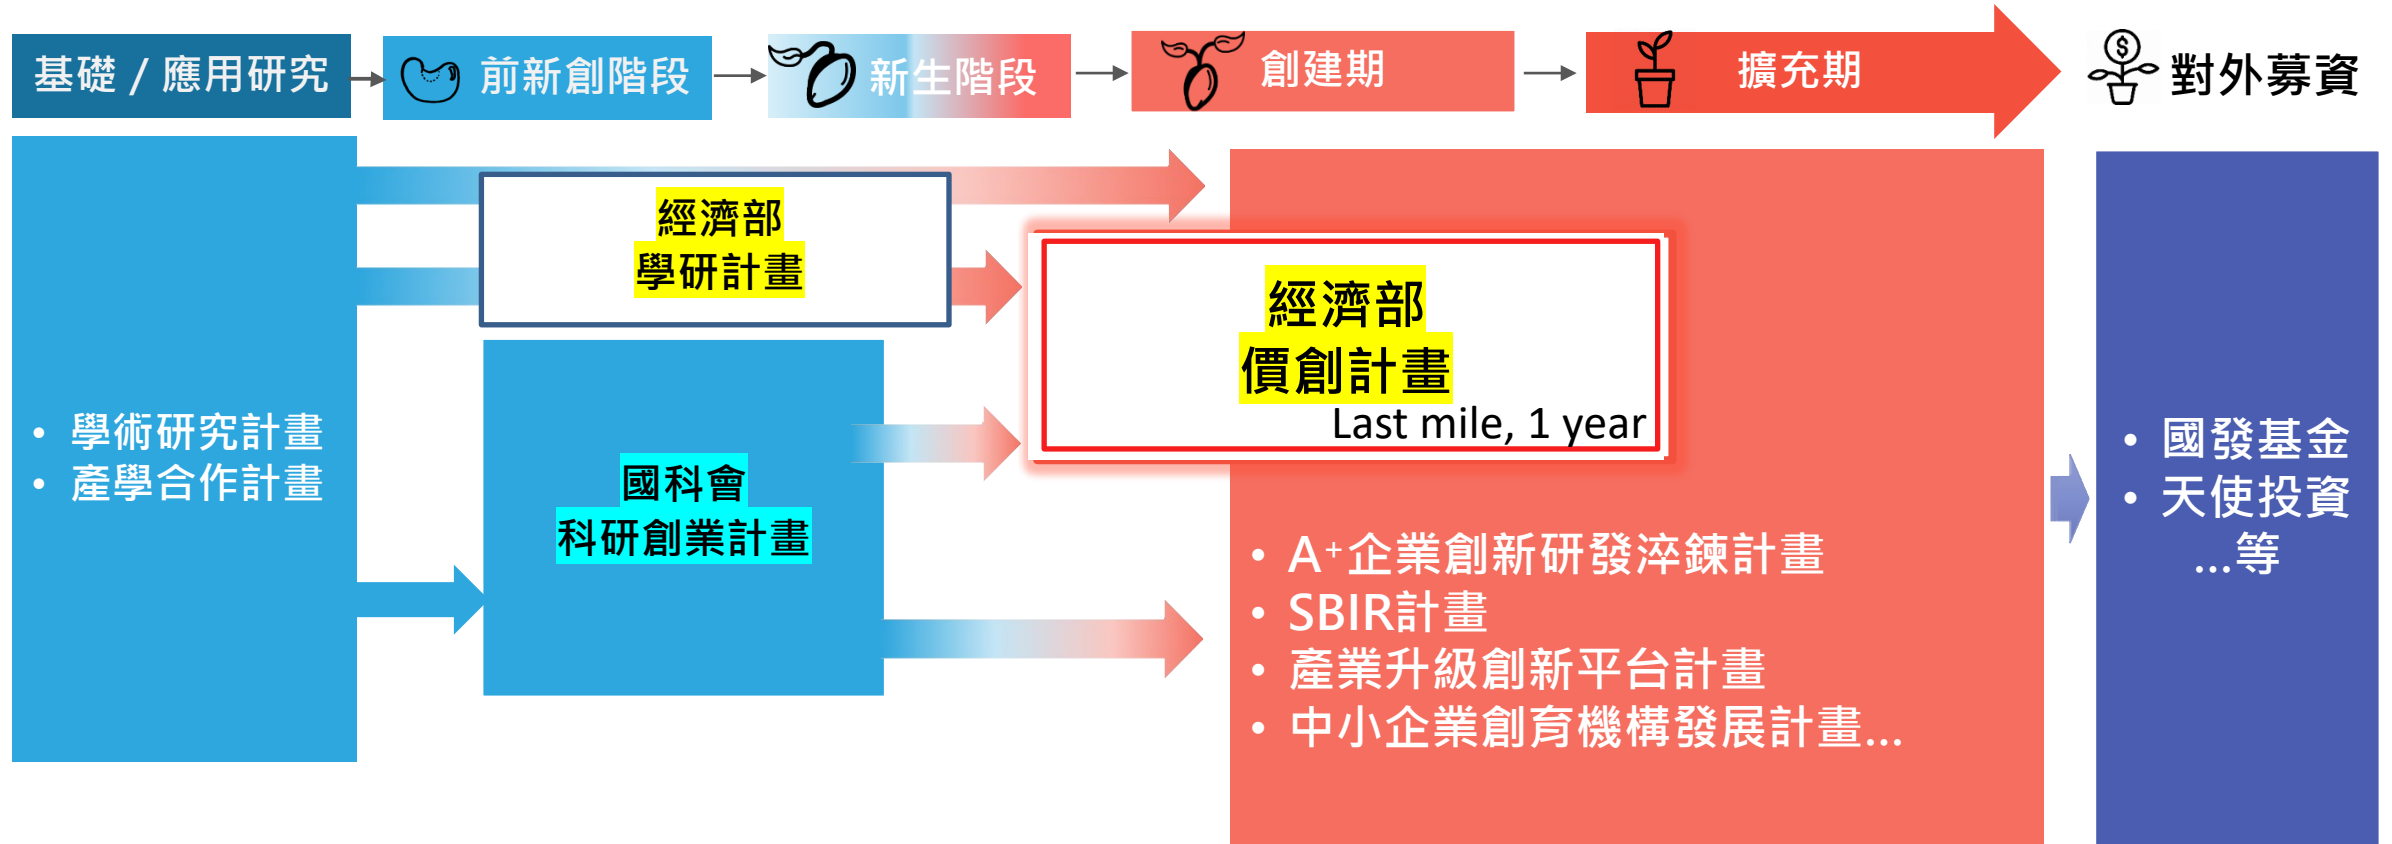 基礎 / 應用研究
前新創階段
新生階段
創建期
擴充期
$
對外募資
• 學術研究計畫
• 產學合作計畫
經濟部
學研計畫
國科會
科研創業計畫
經濟部
價創計畫
Last mile, 1 year
• A+企業創新研發淬鍊計畫
• SBIR計畫
• 產業升級創新平台計畫
• 中小企業創育機構發展計畫...
• 國發基金
• 天使投資
...等